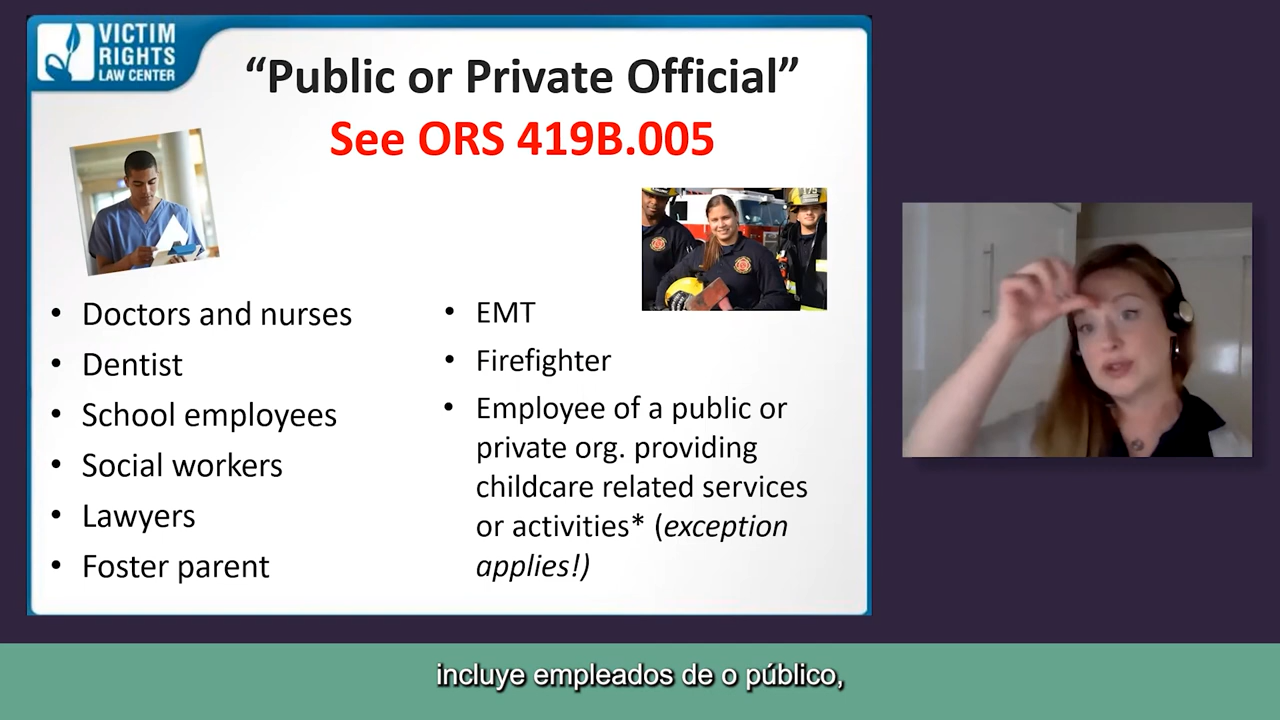 VICTIM
RIGHTS
LAW CENTER
“Public or Private Official”
See ORS 419B.005
175
• Doctors and nurses
• Dentist
• School employees
• Social workers
• Lawyers
• Foster parent
• EMT
• Firefighter
• Employee of a public or
private org. providing
childcare related services
or activities* (exception
applies!)
incluye empleados de o público,